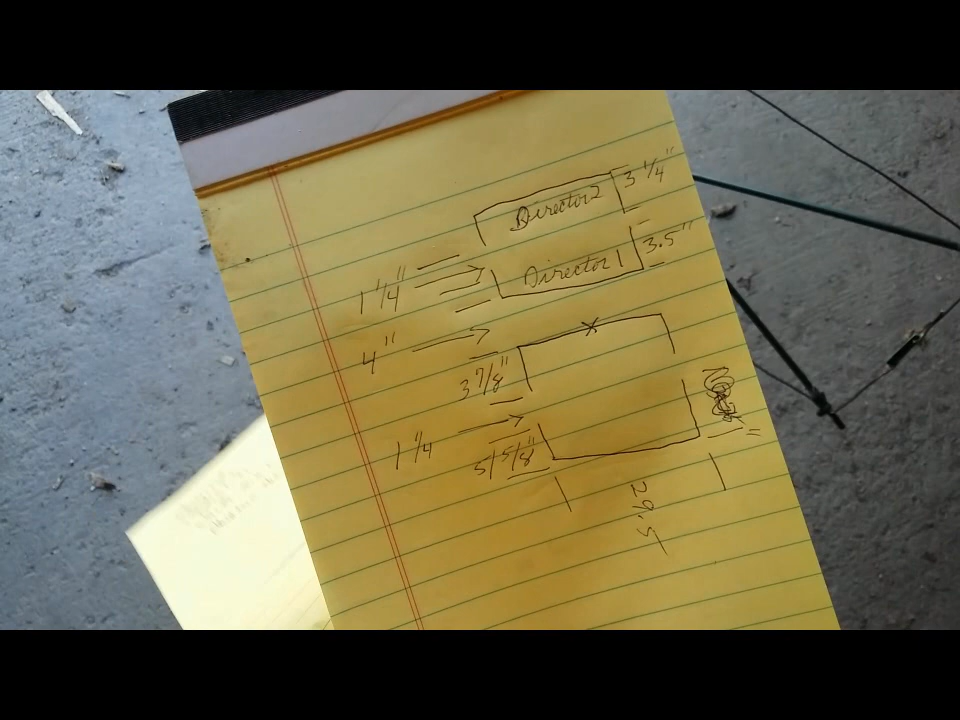 Director 2 3 1/4"
Director 1 3.5"
1 1/4"
4"
X
3 7/8"
1 1/4
5/8"
29.5